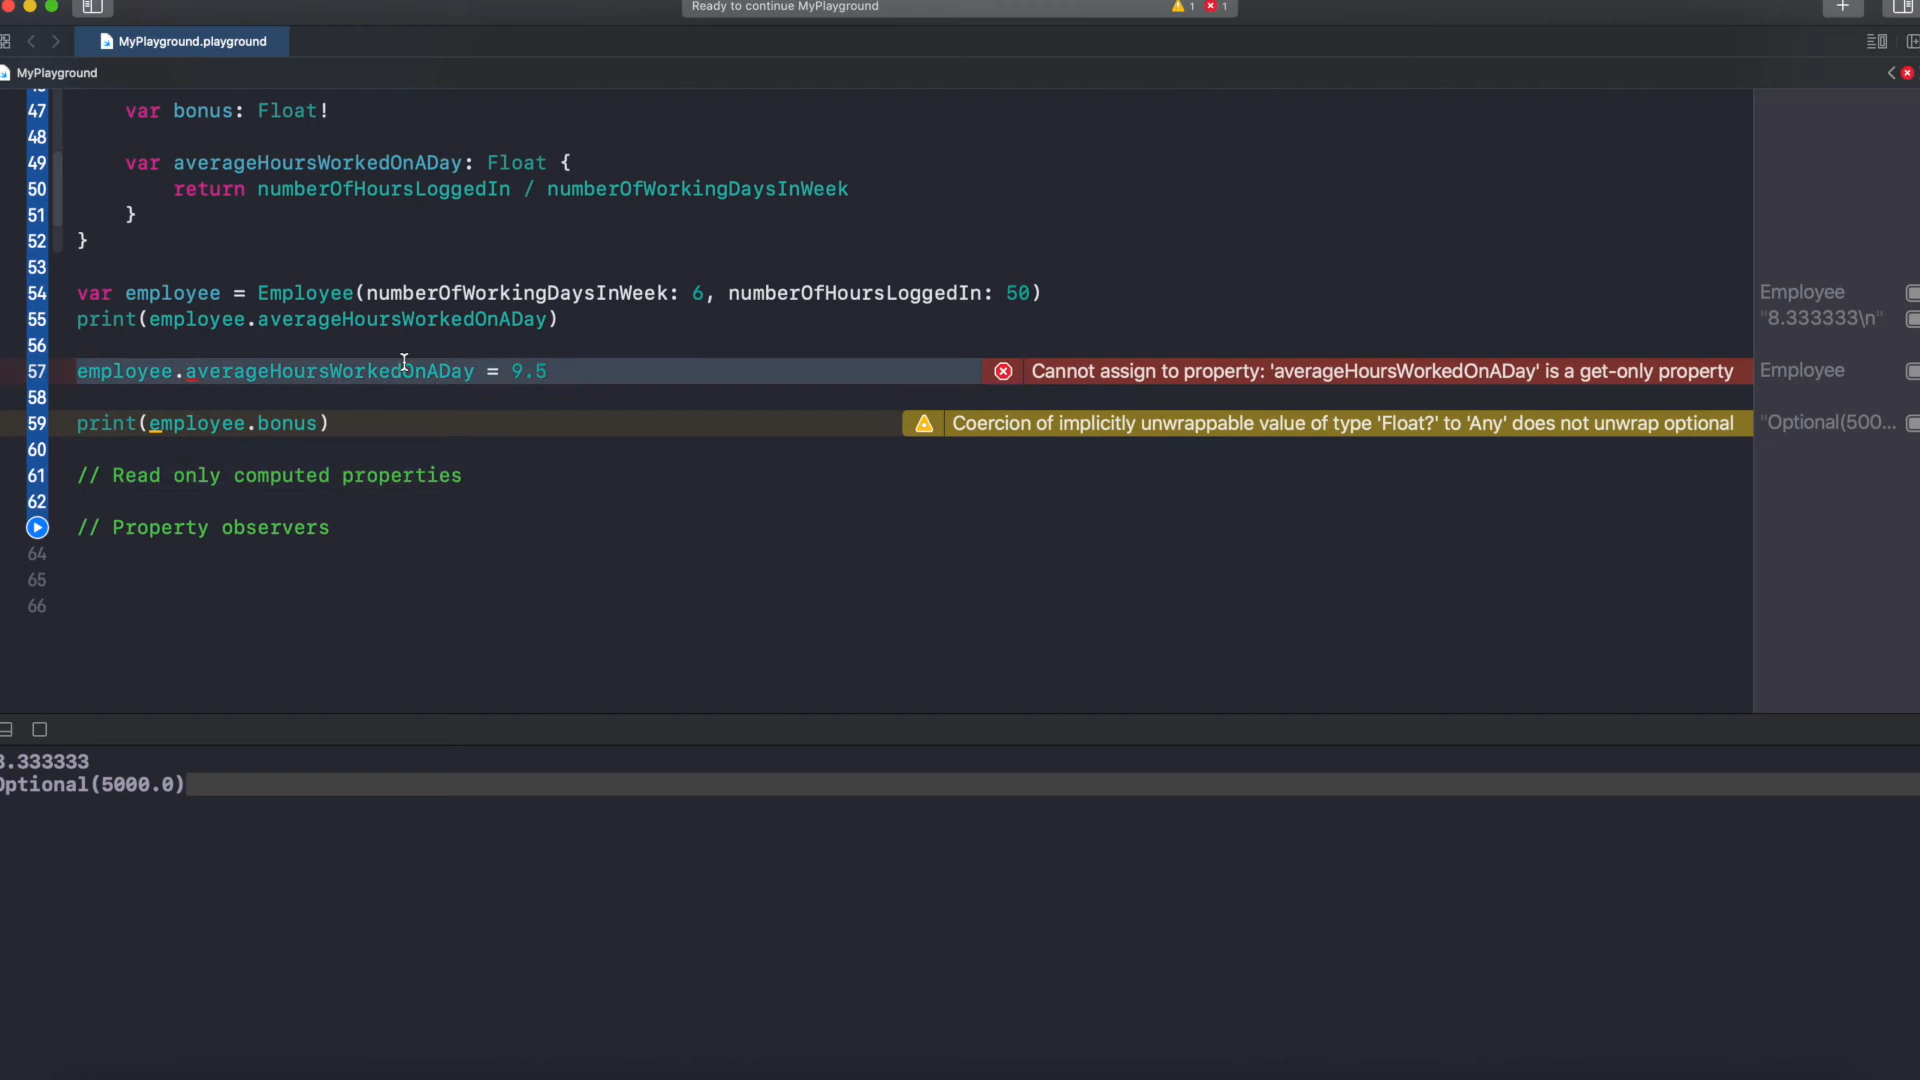 Ready to continue MyPlayground 1 1
MyPlayground.playground
MyPlayground
47 var bonus: Float!
48
49 var averageHoursWorkedOnADay: Float {
50 return numberOfHoursLoggedIn / numberOfWorkingDaysInWeek
51 }
52 }
53
54 var employee = Employee(numberOfWorkingDaysInWeek: 6, numberOfHoursLoggedIn: 50) Employee
55 print(employee.averageHoursWorkedOnADay) "8.333333\n"
56
57 employee.averageHoursWorkedOnADay = 9.5 Cannot assign to property: 'averageHoursWorkedOnADay' is a get-only property Employee
58
59 print(employee.bonus) Coercion of implicitly unwrappable value of type 'Float?' to 'Any' does not unwrap optional "Optional(500...
60
61 // Read only computed properties
62
// Property observers
64
65
66
8.333333
Optional(5000.0)